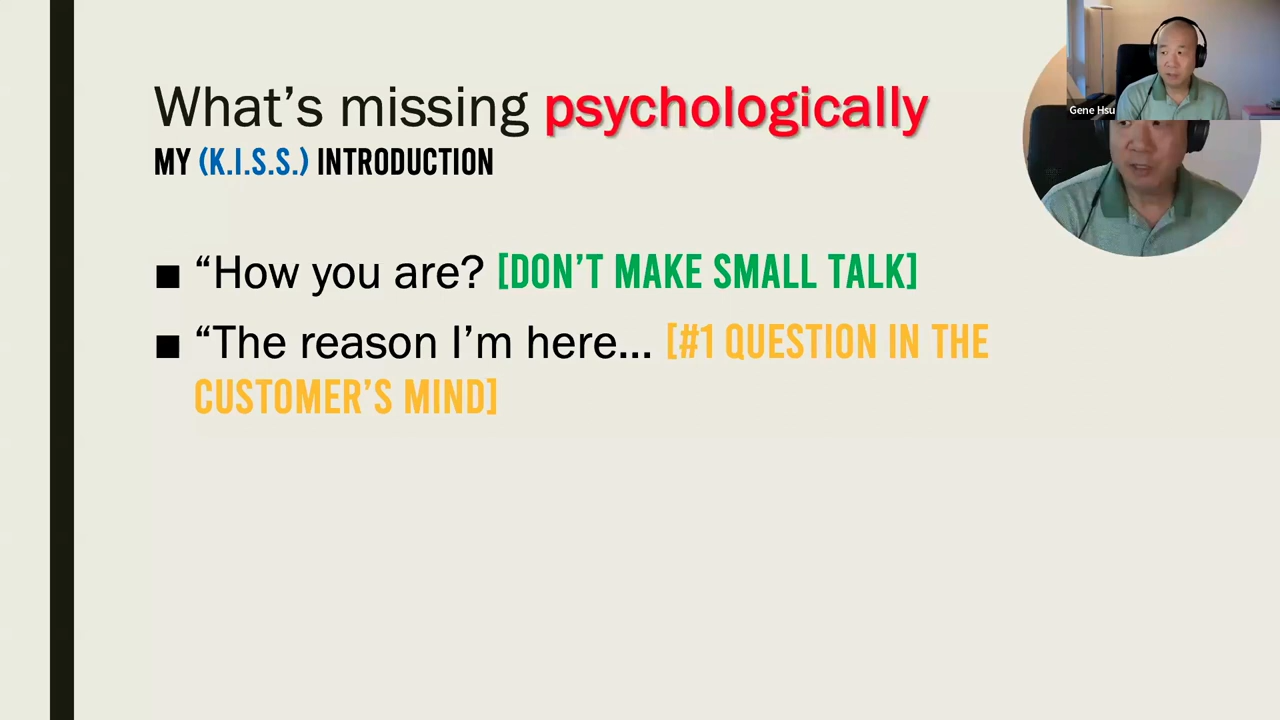 What's missing psychologically
MY (K.I.S.S.) INTRODUCTION
■ “How you are? [DON'T MAKE SMALL TALK]
■ “The reason I'm here... [#1 QUESTION IN THE
CUSTOMER'S MIND]
Gene Hsu